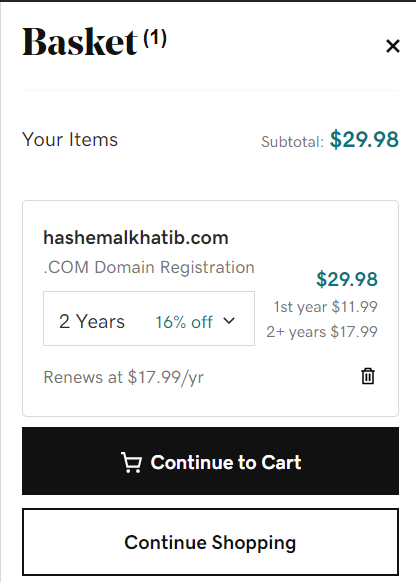 Basket (1)
Your Items
Subtotal: $29.98
hashemalkhatib.com
.COM Domain Registration
$29.98
2 Years 16% off
1st year $11.99
2+ years $17.99
Renews at $17.99/yr
Continue to Cart
Continue Shopping